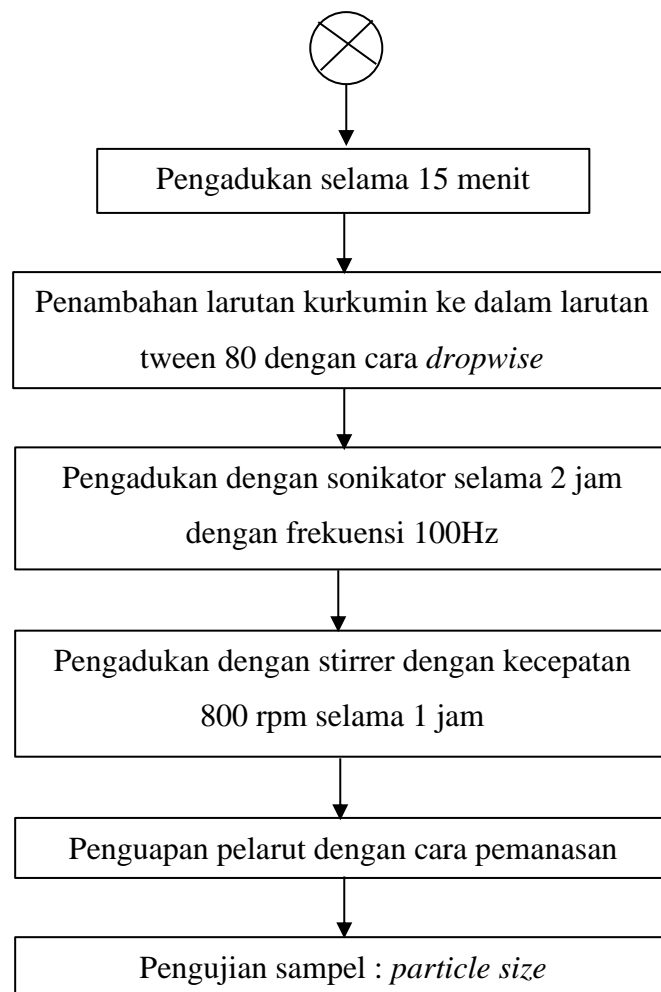 Pengadukan selama 15 menit
Penambahan larutan kurkumin ke dalam larutan
tween 80 dengan cara dropwise
Pengadukan dengan sonikator selama 2 jam
dengan frekuensi 100Hz
Pengadukan dengan stirrer dengan kecepatan
800 rpm selama 1 jam
Penguapan pelarut dengan cara pemanasan
Pengujian sampel : particle size